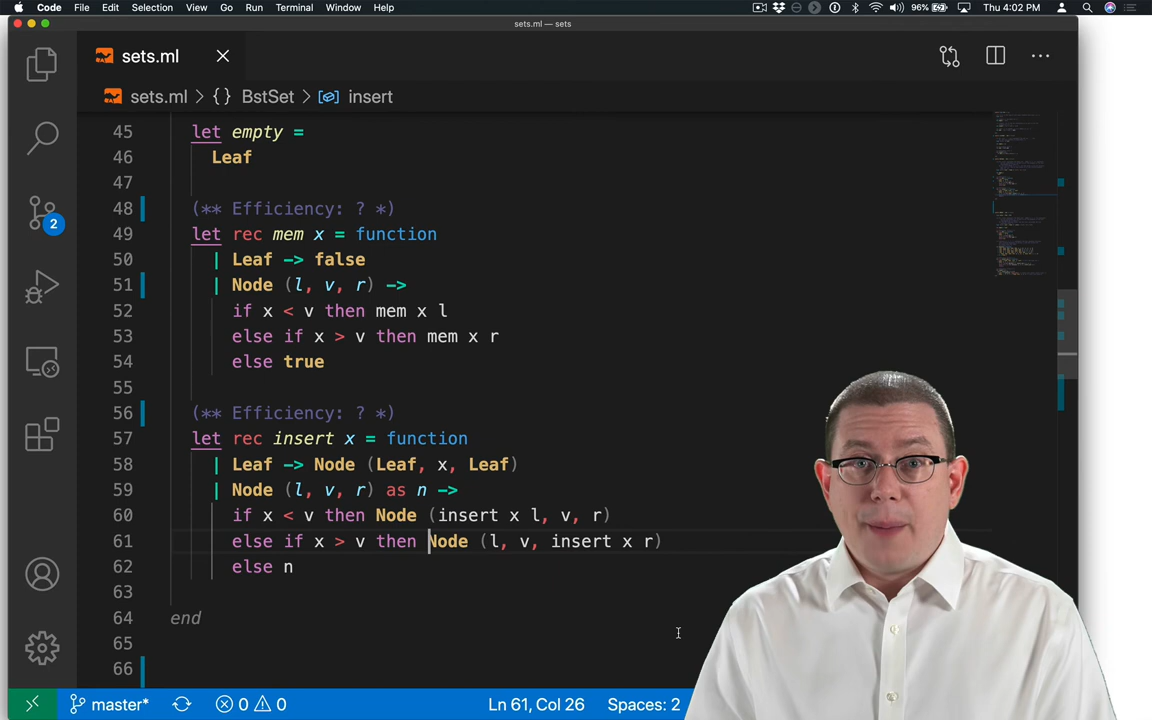 Code File Edit Selection View Go Run Terminal Window Help 96% Thu 4:02 PM
sets.ml — sets
sets.ml
sets.ml > {} BstSet > insert
45 let empty =
46 Leaf
47
48 (** Efficiency: ? *)
49 let rec mem x = function
50 | Leaf -> false
51 | Node (l, v, r) ->
52 if x < v then mem x l
53 else if x > v then mem x r
54 else true
55
56 (** Efficiency: ? *)
57 let rec insert x = function
58 | Leaf -> Node (Leaf, x, Leaf)
59 | Node (l, v, r) as n ->
60 if x < v then Node (insert x l, v, r)
61 else if x > v then Node (l, v, insert x r)
62 else n
63
64 end
65
66
2
master* 0 0 Ln 61, Col 26 Spaces: 2